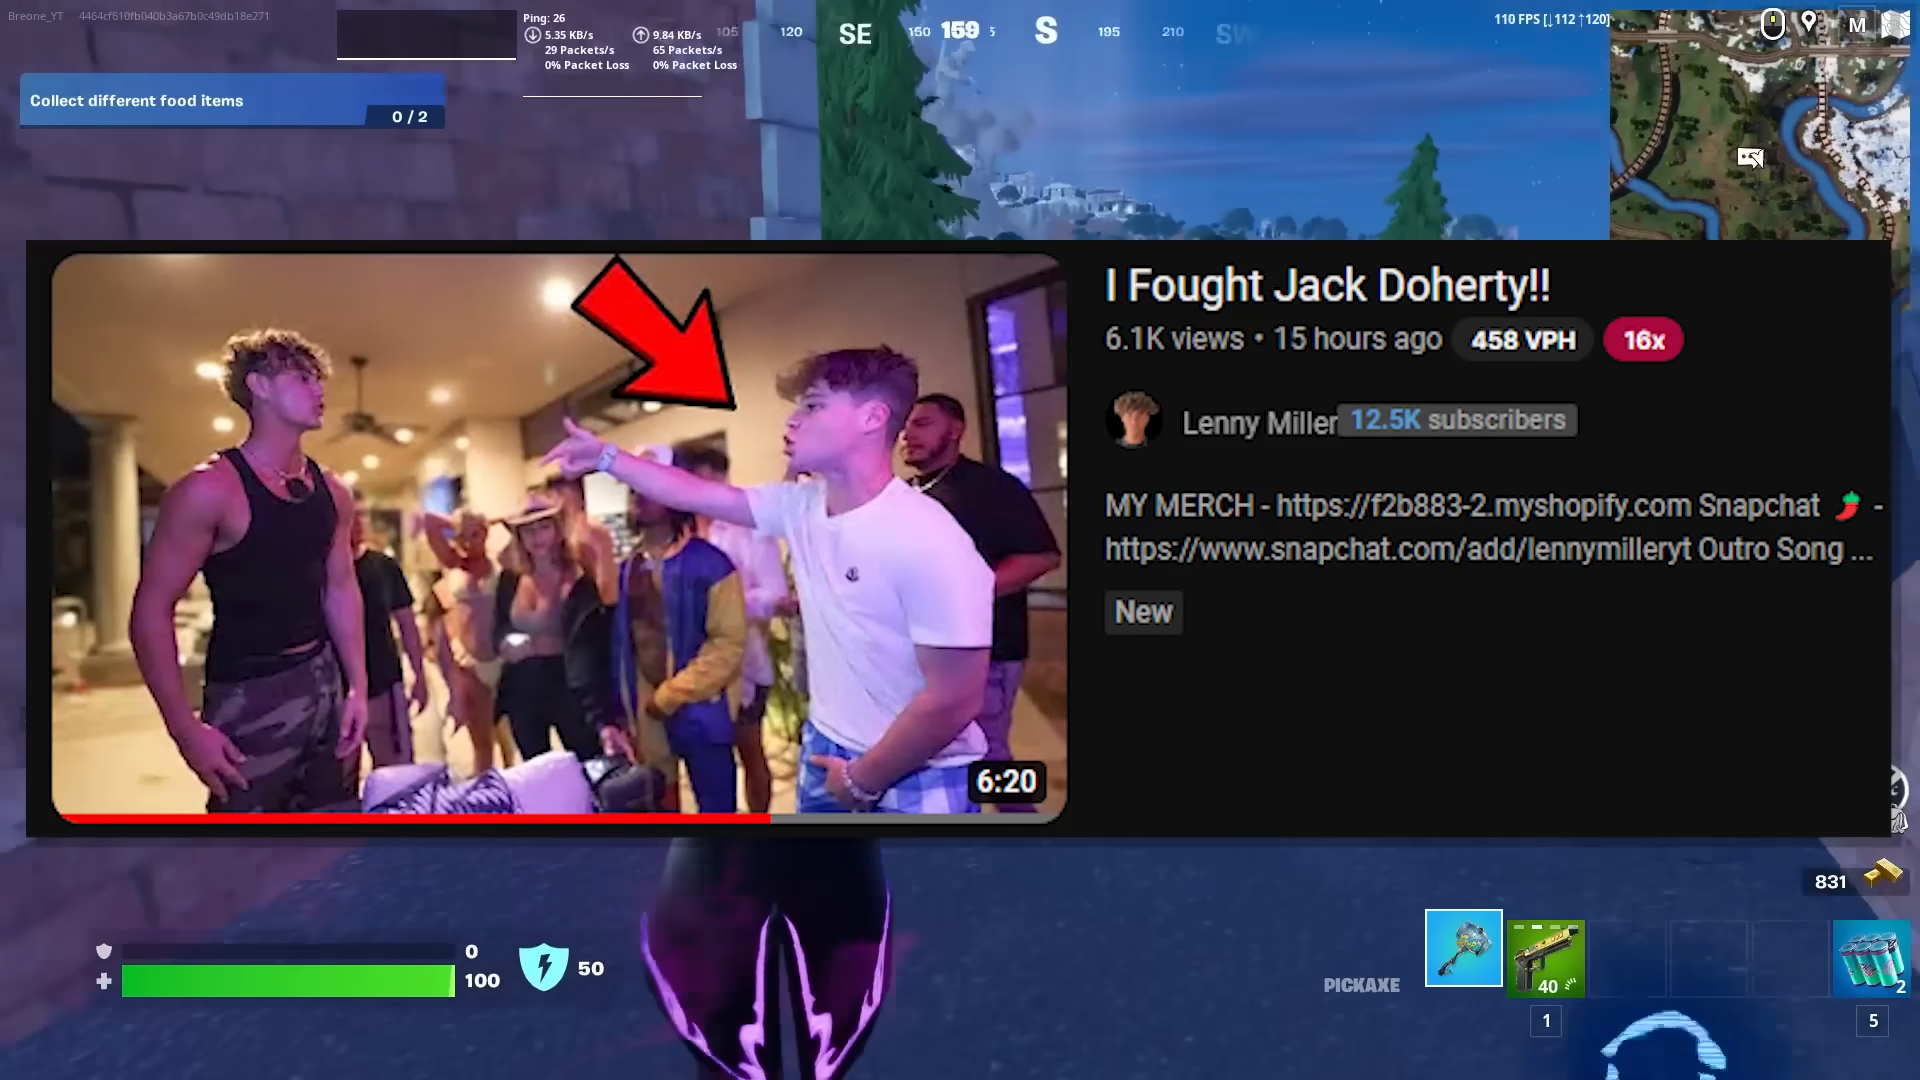 Breone_YT 4464cf610fb040b3a67b0c49db18e271
Ping: 26
5.35 KB/s 9.84 KB/s
29 Packets/s 65 Packets/s
0% Packet Loss 0% Packet Loss
105 120 SE 150 159 S 195 210 SW
110 FPS [↓112 ↑120]
M
Collect different food items
0 / 2
I Fought Jack Doherty!!
6.1K views • 15 hours ago 458 VPH 16x
Lenny Miller 12.5K subscribers
MY MERCH - https://f2b883-2.myshopify.com Snapchat 🌶️ -
https://www.snapchat.com/add/lennymilleryt Outro Song ...
New
6:20
831
0
100
50
PICKAXE
40
2
1
5